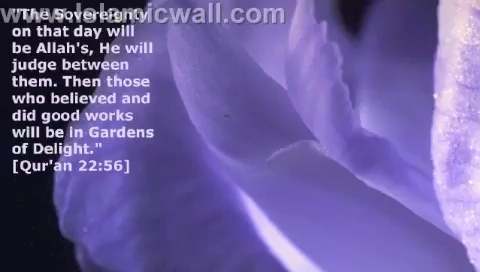 www.IslamicWall.com
"The Sovereignty
on that day will
be Allah's, He will
judge between
them. Then those
who believed and
did good works
will be in Gardens
of Delight."
[Qur'an 22:56]